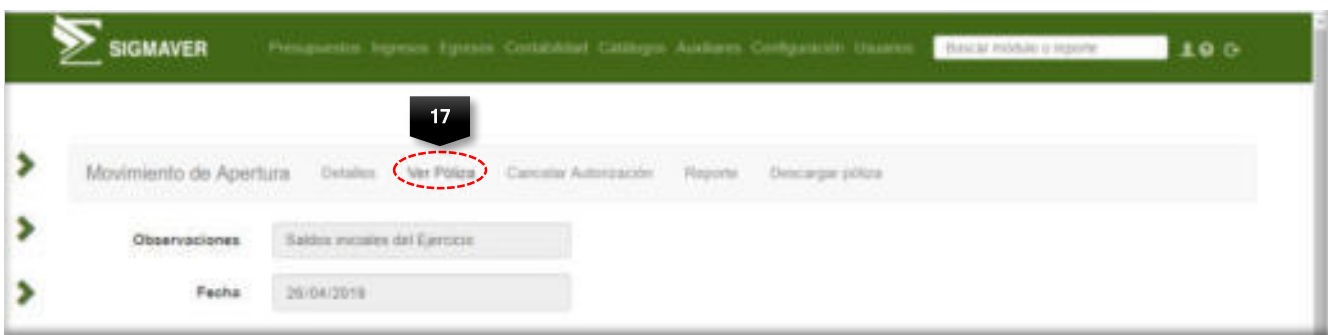 SIGMAVER Presupuestos Ingresos Egresos Contabilidad Catálogos Auxiliares Configuración Usuarios Buscar módulo o reporte
17
Movimiento de Apertura Detalles Ver Póliza Cancelar Autorización Reporte Descargar póliza
Observaciones Saldos iniciales del Ejercicio
Fecha 26/04/2019